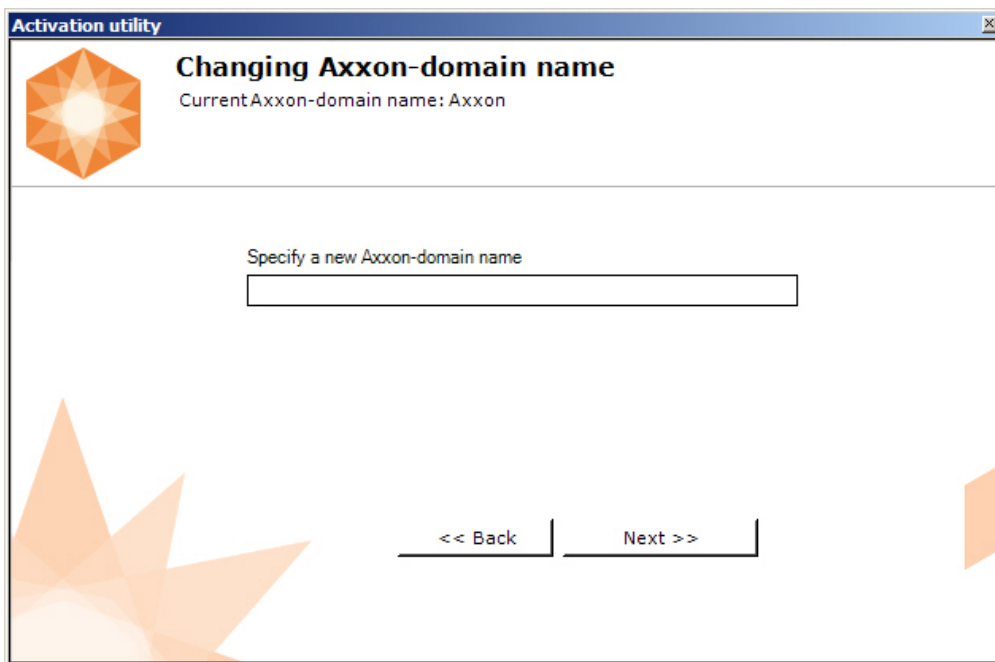 Activation utility
Changing Axxon-domain name
Current Axxon-domain name: Axxon
Specify a new Axxon-domain name
<< Back
Next >>